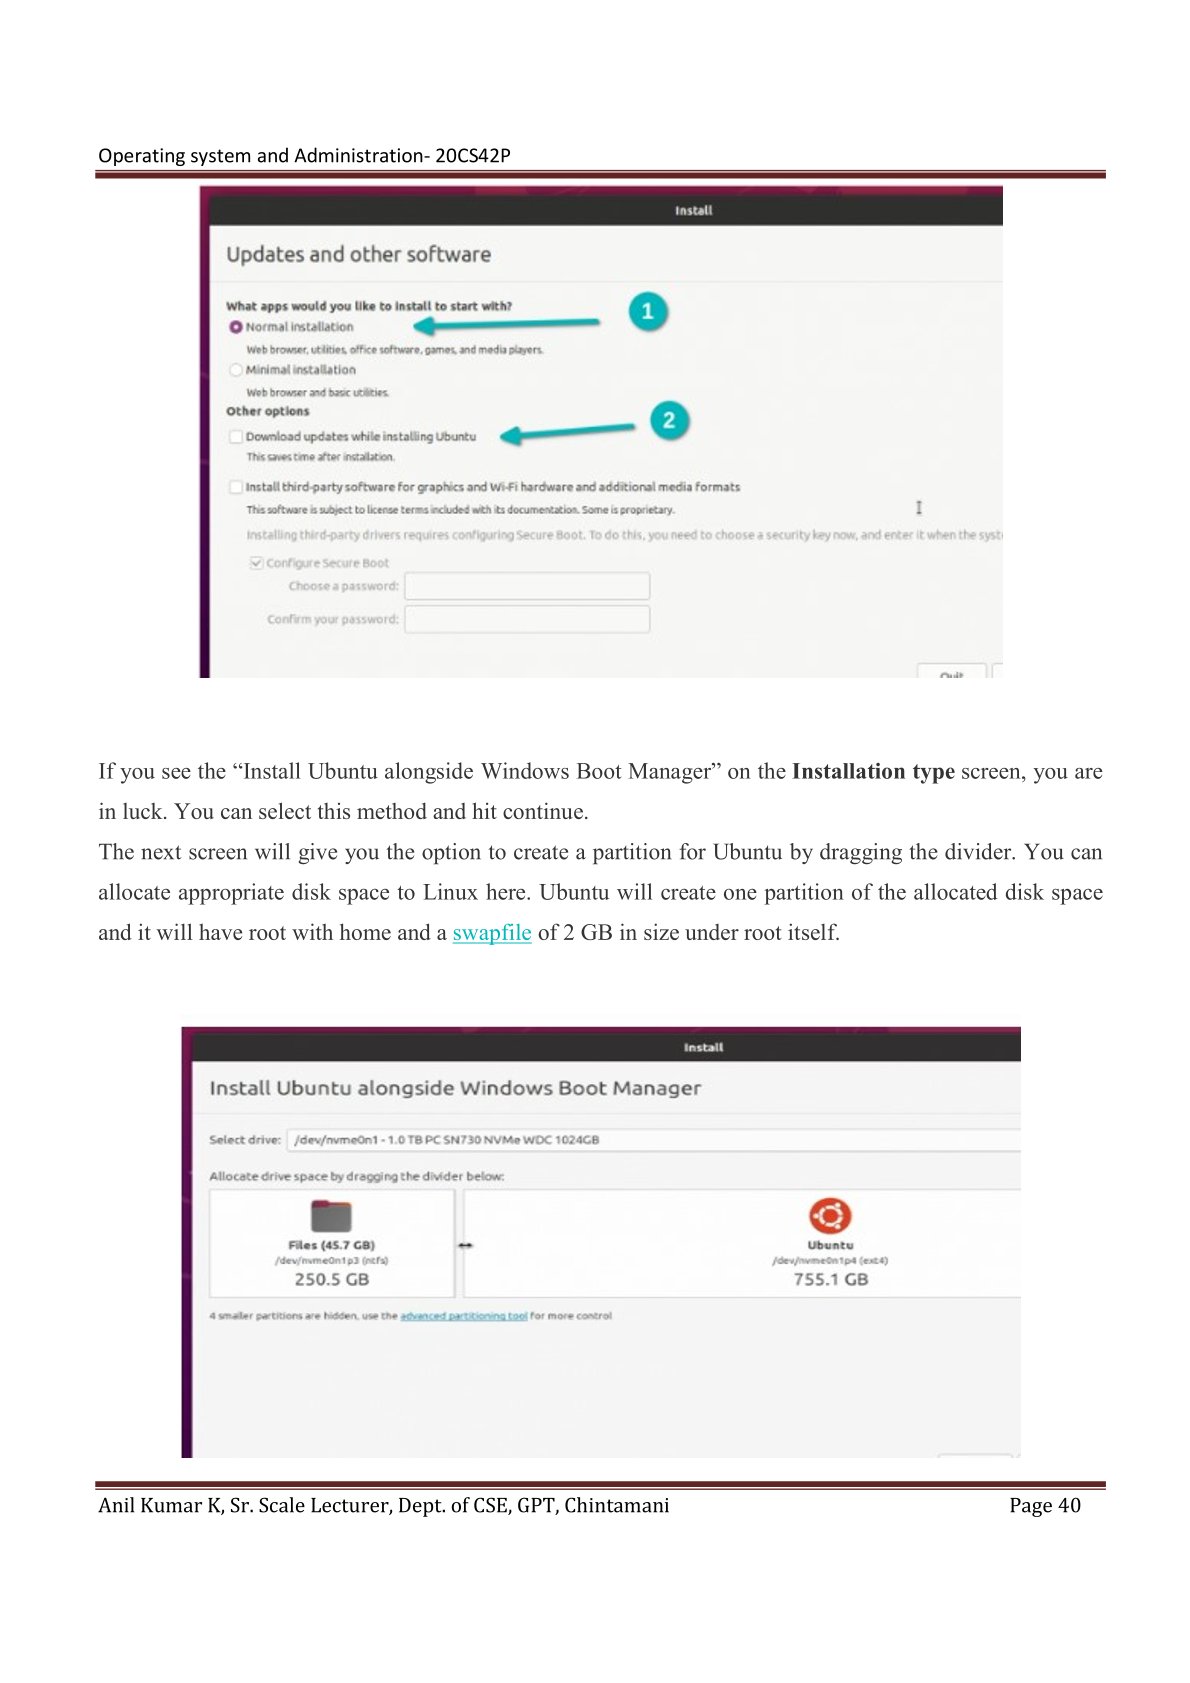 Operating system and Administration- 20CS42P
Install
Updates and other software
What apps would you like to install to start with?
1
Normal installation
Web browser, utilities, office software, games, and media players.
Minimal installation
Web browser and basic utilities.
Other options
2
Download updates while installing Ubuntu
This saves time after installation.
Install third-party software for graphics and Wi-Fi hardware and additional media formats
This software is subject to license terms included with its documentation. Some is proprietary.
Installing third-party drivers requires configuring Secure Boot. To do this, you need to choose a security key now, and enter it when the syst
Configure Secure Boot
Choose a password:
Confirm your password:
Quit
If you see the “Install Ubuntu alongside Windows Boot Manager” on the Installation type screen, you are
in luck. You can select this method and hit continue.
The next screen will give you the option to create a partition for Ubuntu by dragging the divider. You can
allocate appropriate disk space to Linux here. Ubuntu will create one partition of the allocated disk space
and it will have root with home and a swapfile of 2 GB in size under root itself.
Install
Install Ubuntu alongside Windows Boot Manager
Select drive: /dev/nvme0n1 - 1.0 TB PC SN730 NVMe WDC 1024GB
Allocate drive space by dragging the divider below:
Files (45.7 GB)
/dev/nvme0n1p3 (ntfs)
250.5 GB
Ubuntu
/dev/nvme0n1p4 (ext4)
755.1 GB
4 smaller partitions are hidden, use the advanced partitioning tool for more control
Anil Kumar K, Sr. Scale Lecturer, Dept. of CSE, GPT, Chintamani Page 40